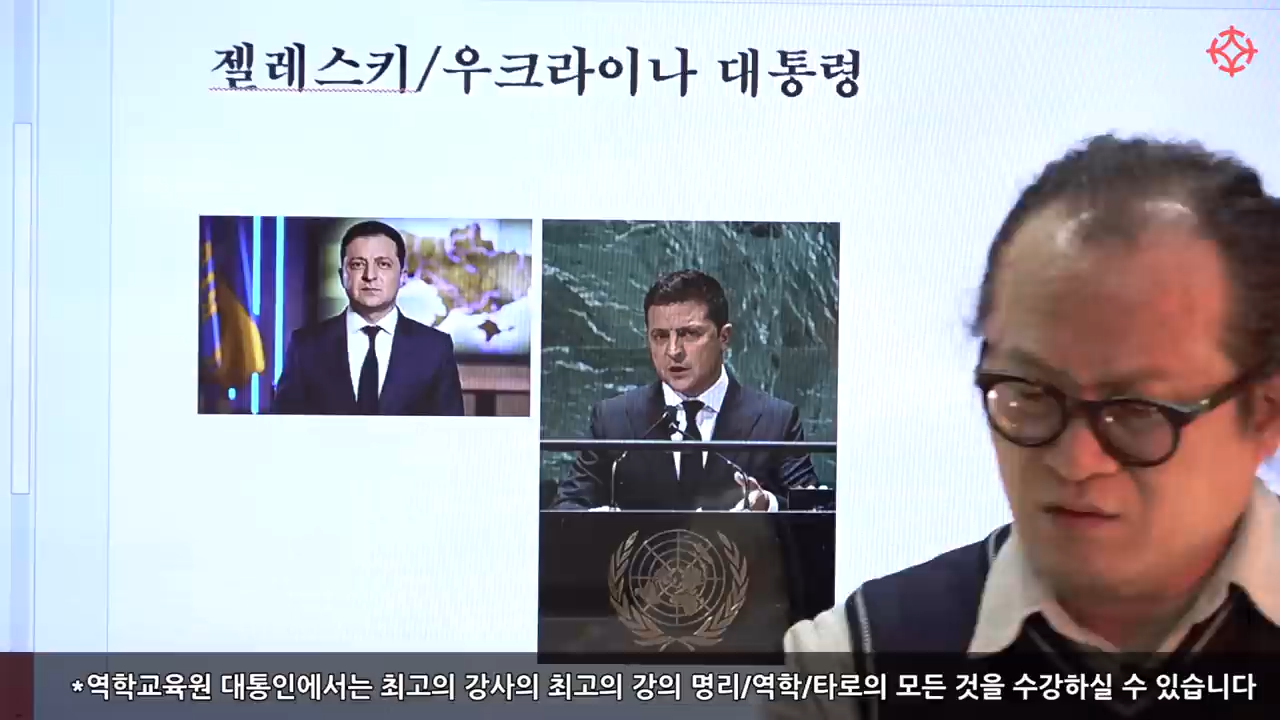 젤레스키/우크라이나 대통령
*역학교육원 대통인에서는 최고의 강사의 최고의 강의 명리/역학/타로의 모든 것을 수강하실 수 있습니다